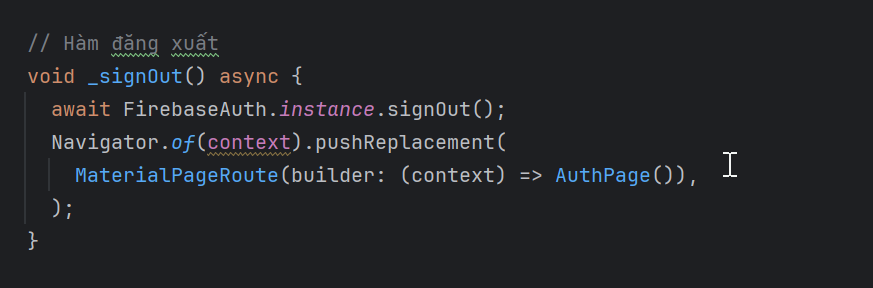 // Hàm đăng xuất
void _signOut() async {
  await FirebaseAuth.instance.signOut();
  Navigator.of(context).pushReplacement(
    MaterialPageRoute(builder: (context) => AuthPage()),
  );
}